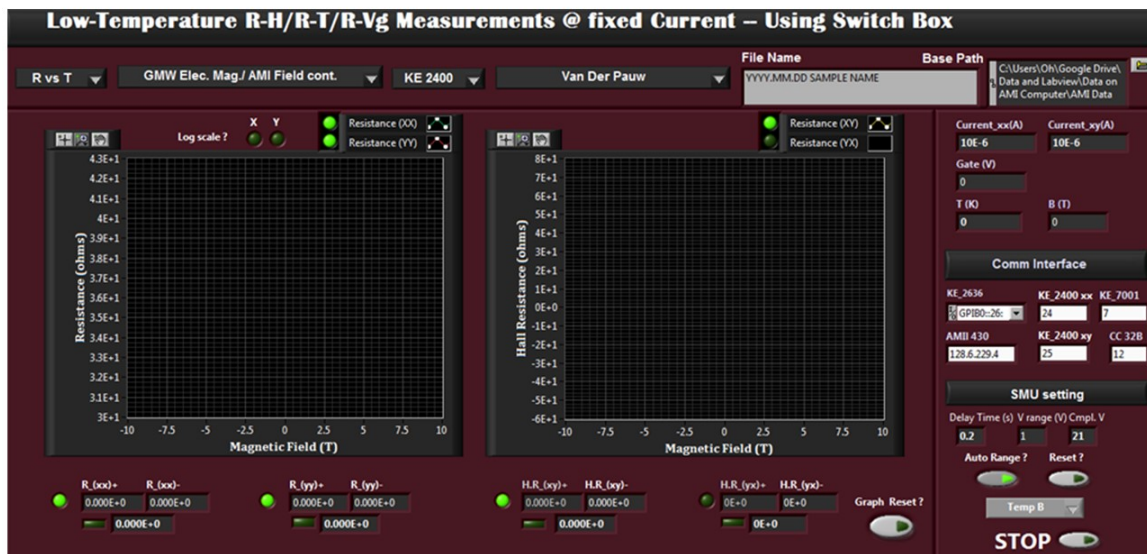 Low-Temperature R-H/R-T/R-Vg Measurements @ fixed Current -- Using Switch Box
File Name
Base Path
R vs T
GMW Elec. Mag./ AMI Field cont.
KE 2400
Van Der Pauw
YYYY.MM.DD SAMPLE NAME
C:\Users\Oh\Google Drive\
Data and Labview\Data on
AMI Computer\AMI Data
Log scale ?
X Y
Resistance (XX)
Resistance (YY)
4.3E+1
4.2E+1
4.1E+1
4E+1
3.9E+1
3.8E+1
3.7E+1
3.6E+1
3.5E+1
3.4E+1
3.3E+1
3.2E+1
3.1E+1
3E+1
Resistance (ohms)
-10 -7.5 -5 -2.5 0 2.5 5 7.5 10
Magnetic Field (T)
Resistance (XY)
Resistance (YX)
8E+1
7E+1
6E+1
5E+1
4E+1
3E+1
2E+1
1E+1
0E+0
-1E+1
-2E+1
-3E+1
-4E+1
-5E+1
-6E+1
Hall Resistance (ohms)
-10 -7.5 -5 -2.5 0 2.5 5 7.5 10
Magnetic Field (T)
R_(xx)+ R_(xx)-
0.000E+0 0.000E+0
0.000E+0
R_(yy)+ R_(yy)-
0.000E+0 0.000E+0
0.000E+0
H.R_(xy)+ H.R_(xy)-
0.000E+0 0.000E+0
0.000E+0
H.R_(yx)+ H.R_(yx)-
0E+0 0E+0
0E+0
Graph Reset ?
Current_xx(A) Current_xy(A)
10E-6 10E-6
Gate (V)
0
T (K) B (T)
0 0
Comm Interface
KE_2636 KE_2400 xx KE_7001
GPIB0::26: 24 7
AMII 430 KE_2400 xy CC 32B
128.6.229.4 25 12
SMU setting
Delay Time (s) V range (V) Cmpl. V
0.2 1 21
Auto Range ? Reset ?
Temp B
STOP